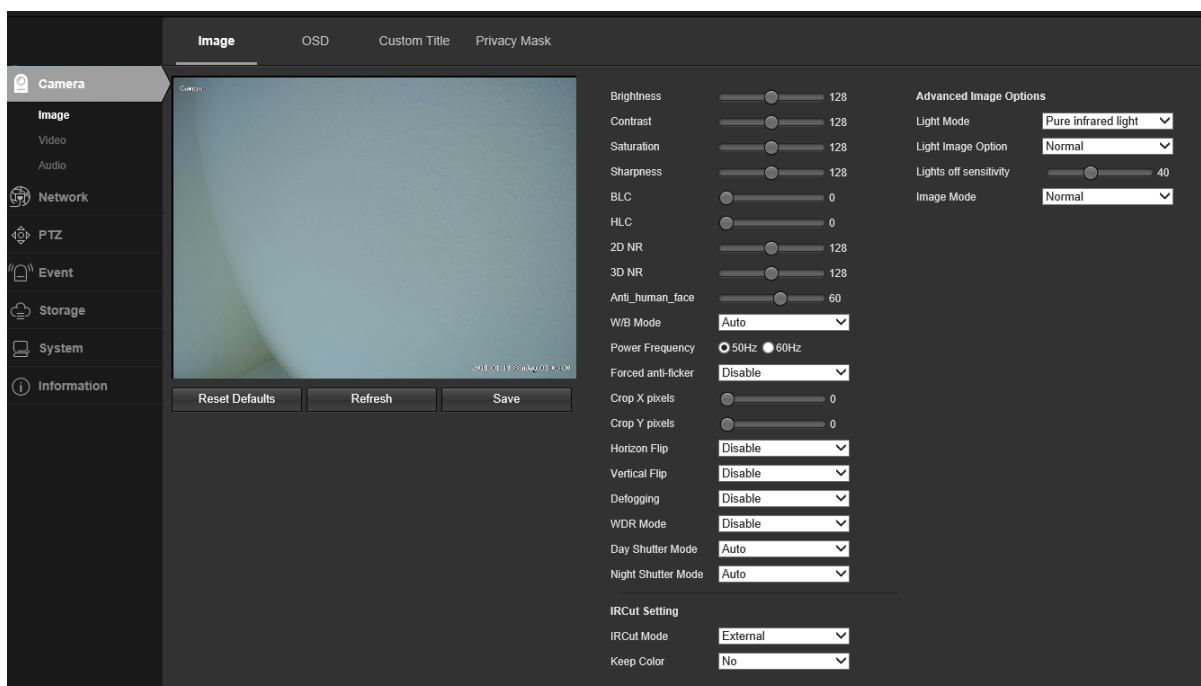 Image OSD Custom Title Privacy Mask
Camera
Image
Video
Audio
Network
PTZ
Event
Storage
System
Information
Camera
Reset Defaults Refresh Save
Brightness 128
Contrast 128
Saturation 128
Sharpness 128
BLC 0
HLC 0
2D NR 128
3D NR 128
Anti_human_face 60
W/B Mode Auto
Power Frequency 50Hz 60Hz
Forced anti-ficker Disable
Crop X pixels 0
Crop Y pixels 0
Horizon Flip Disable
Vertical Flip Disable
Defogging Disable
WDR Mode Disable
Day Shutter Mode Auto
Night Shutter Mode Auto
IRCut Setting
IRCut Mode External
Keep Color No
Advanced Image Options
Light Mode Pure infrared light
Light Image Option Normal
Lights off sensitivity 40
Image Mode Normal